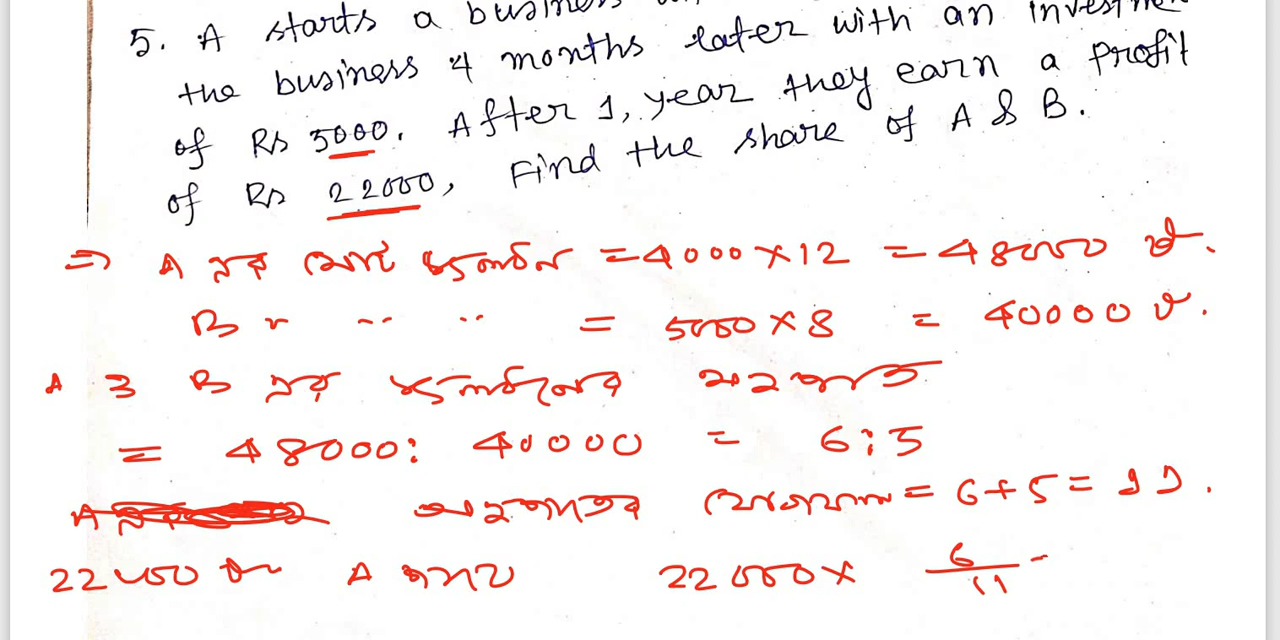 5. A starts a business
the business 4 months later with an
of Rs 5000. After 1, year they earn a profit
of Rs 22000, Find the share of A & B.
⇒ A এর মোট মূলধন = 4000 × 12 = 48000 টা.
B " " " = 5000 × 8 = 40000 টা.
A ও B এর মূলধনের অনুপাত
= 48000 : 40000 = 6 : 5
A অনুপাতের যোগফল = 6 + 5 = 11.
22000 টা A পাবে 22000 × 6/11 =